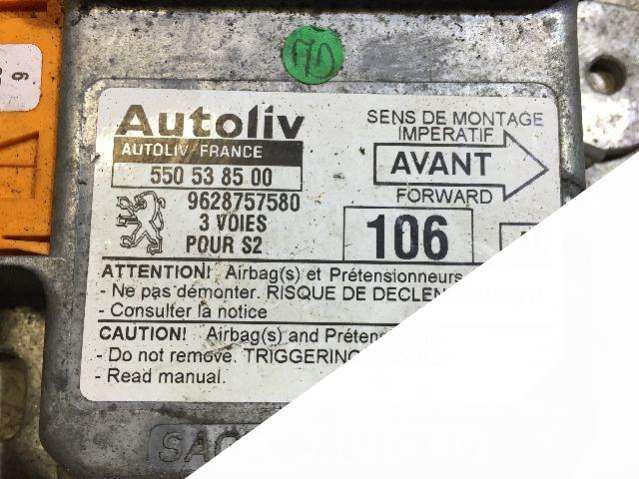 Autoliv
AUTOLIV FRANCE
550 53 85 00
9628757580
3 VOIES
POUR S2
SENS DE MONTAGE
IMPERATIF
AVANT
FORWARD
106
ATTENTION! Airbag(s) et Prétensionneurs
- Ne pas démonter. RISQUE DE DECLEN
- Consulter la notice
CAUTION! Airbag(s) and Préten
- Do not remove. TRIGGERING
- Read manual.
9